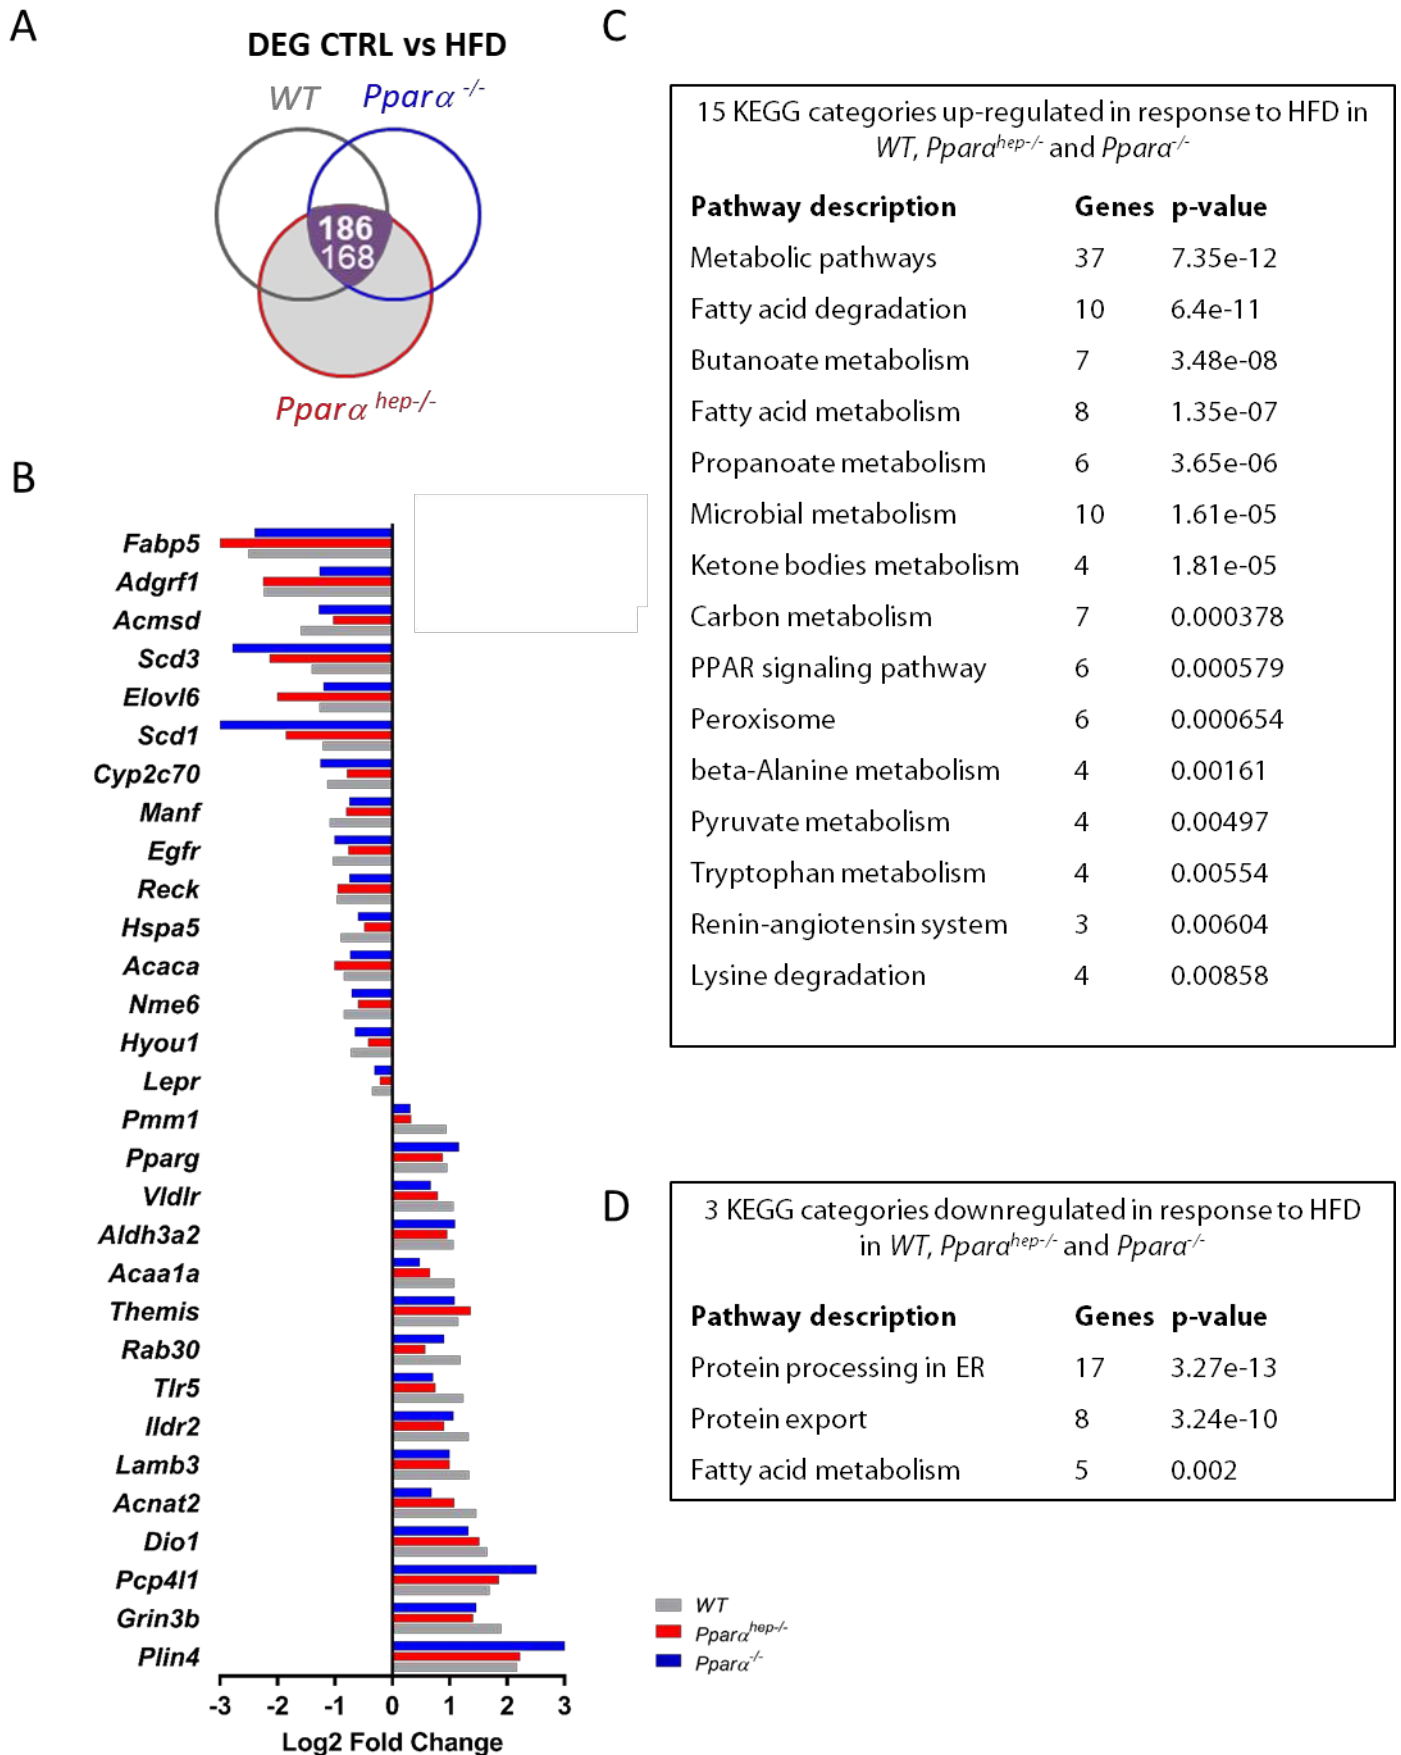 A
DEG CTRL vs HFD
WT
Pparα -/-
186
168
Pparα hep-/-
B
Fabp5
Adgrf1
Acmsd
Scd3
Elovl6
Scd1
Cyp2c70
Manf
Egfr
Reck
Hspa5
Acaca
Nme6
Hyou1
Lepr
Pmm1
Pparg
Vldlr
Aldh3a2
Acaa1a
Themis
Rab30
Tlr5
Ildr2
Lamb3
Acnat2
Dio1
Pcp4l1
Grin3b
Plin4
-3 -2 -1 0 1 2 3
Log2 Fold Change
WT
Pparαhep-/-
Pparα-/-
C
15 KEGG categories up-regulated in response to HFD in
WT, Pparαhep-/- and Pparα-/-
Pathway description Genes p-value
Metabolic pathways 37 7.35e-12
Fatty acid degradation 10 6.4e-11
Butanoate metabolism 7 3.48e-08
Fatty acid metabolism 8 1.35e-07
Propanoate metabolism 6 3.65e-06
Microbial metabolism 10 1.61e-05
Ketone bodies metabolism 4 1.81e-05
Carbon metabolism 7 0.000378
PPAR signaling pathway 6 0.000579
Peroxisome 6 0.000654
beta-Alanine metabolism 4 0.00161
Pyruvate metabolism 4 0.00497
Tryptophan metabolism 4 0.00554
Renin-angiotensin system 3 0.00604
Lysine degradation 4 0.00858
D
3 KEGG categories downregulated in response to HFD
in WT, Pparαhep-/- and Pparα-/-
Pathway description Genes p-value
Protein processing in ER 17 3.27e-13
Protein export 8 3.24e-10
Fatty acid metabolism 5 0.002